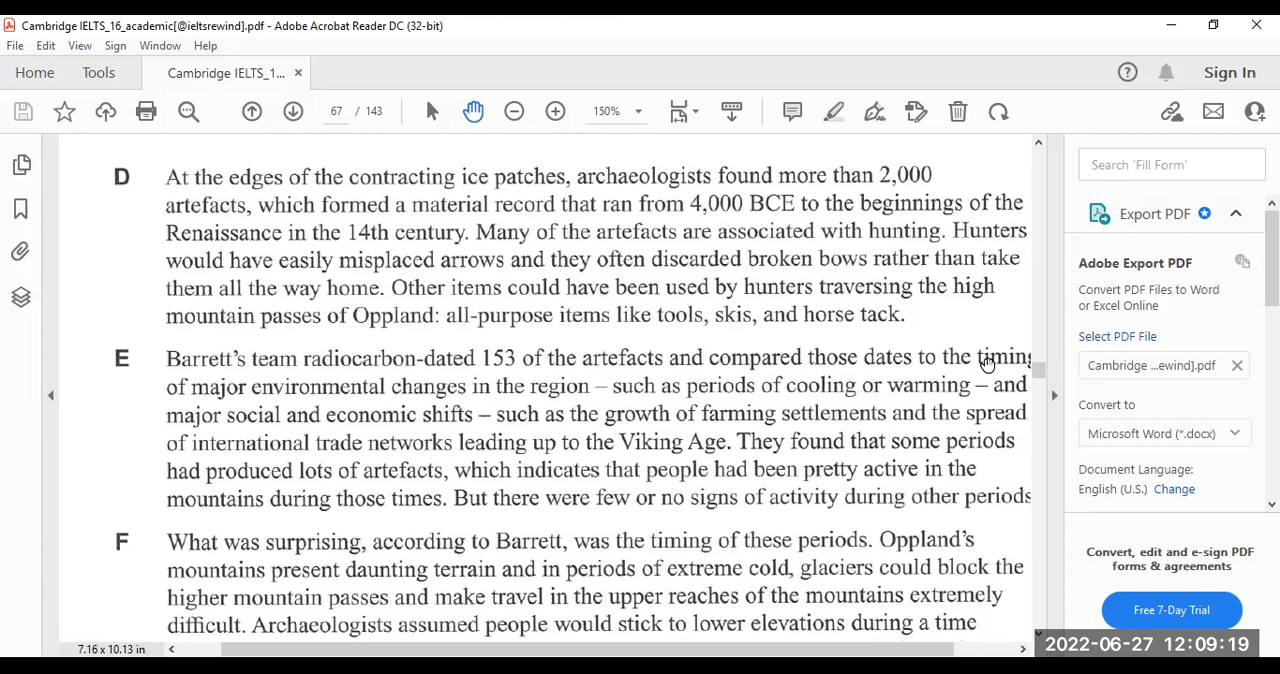 Cambridge IELTS_16_academic[@ieltsrewind].pdf - Adobe Acrobat Reader DC (32-bit)
File Edit View Sign Window Help
Home Tools Cambridge IELTS_1... × Sign In
67 / 143 150%
D At the edges of the contracting ice patches, archaeologists found more than 2,000
artefacts, which formed a material record that ran from 4,000 BCE to the beginnings of the
Renaissance in the 14th century. Many of the artefacts are associated with hunting. Hunters
would have easily misplaced arrows and they often discarded broken bows rather than take
them all the way home. Other items could have been used by hunters traversing the high
mountain passes of Oppland: all-purpose items like tools, skis, and horse tack.
E Barrett's team radiocarbon-dated 153 of the artefacts and compared those dates to the timing
of major environmental changes in the region – such as periods of cooling or warming – and
major social and economic shifts – such as the growth of farming settlements and the spread
of international trade networks leading up to the Viking Age. They found that some periods
had produced lots of artefacts, which indicates that people had been pretty active in the
mountains during those times. But there were few or no signs of activity during other periods
F What was surprising, according to Barrett, was the timing of these periods. Oppland's
mountains present daunting terrain and in periods of extreme cold, glaciers could block the
higher mountain passes and make travel in the upper reaches of the mountains extremely
difficult. Archaeologists assumed people would stick to lower elevations during a time
7.16 x 10.13 in
Search 'Fill Form'
Export PDF
Adobe Export PDF
Convert PDF Files to Word
or Excel Online
Select PDF File
Cambridge ...ewind].pdf
Convert to
Microsoft Word (*.docx)
Document Language:
English (U.S.) Change
Convert, edit and e-sign PDF
forms & agreements
Free 7-Day Trial
2022-06-27 12:09:19